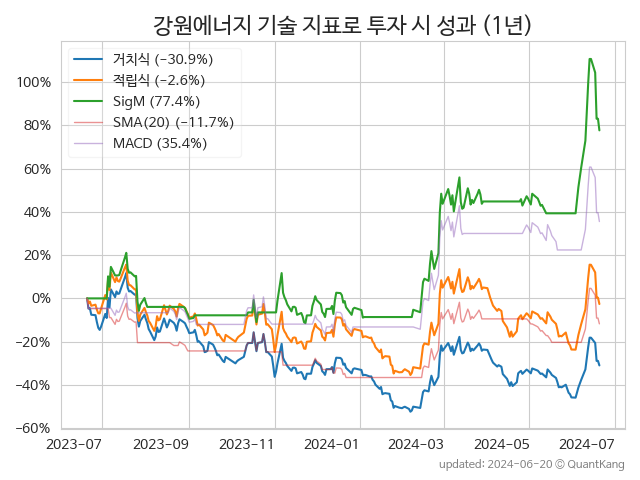 강원에너지 기술 지표로 투자 시 성과 (1년)
거치식 (−30.9%)
적립식 (−2.6%)
SigM (77.4%)
SMA(20) (−11.7%)
MACD (35.4%)
100%
80%
60%
40%
20%
0%
−20%
−40%
−60%
2023-07 2023-09 2023-11 2024-01 2024-03 2024-05 2024-07
updated: 2024-06-20 © QuantKang